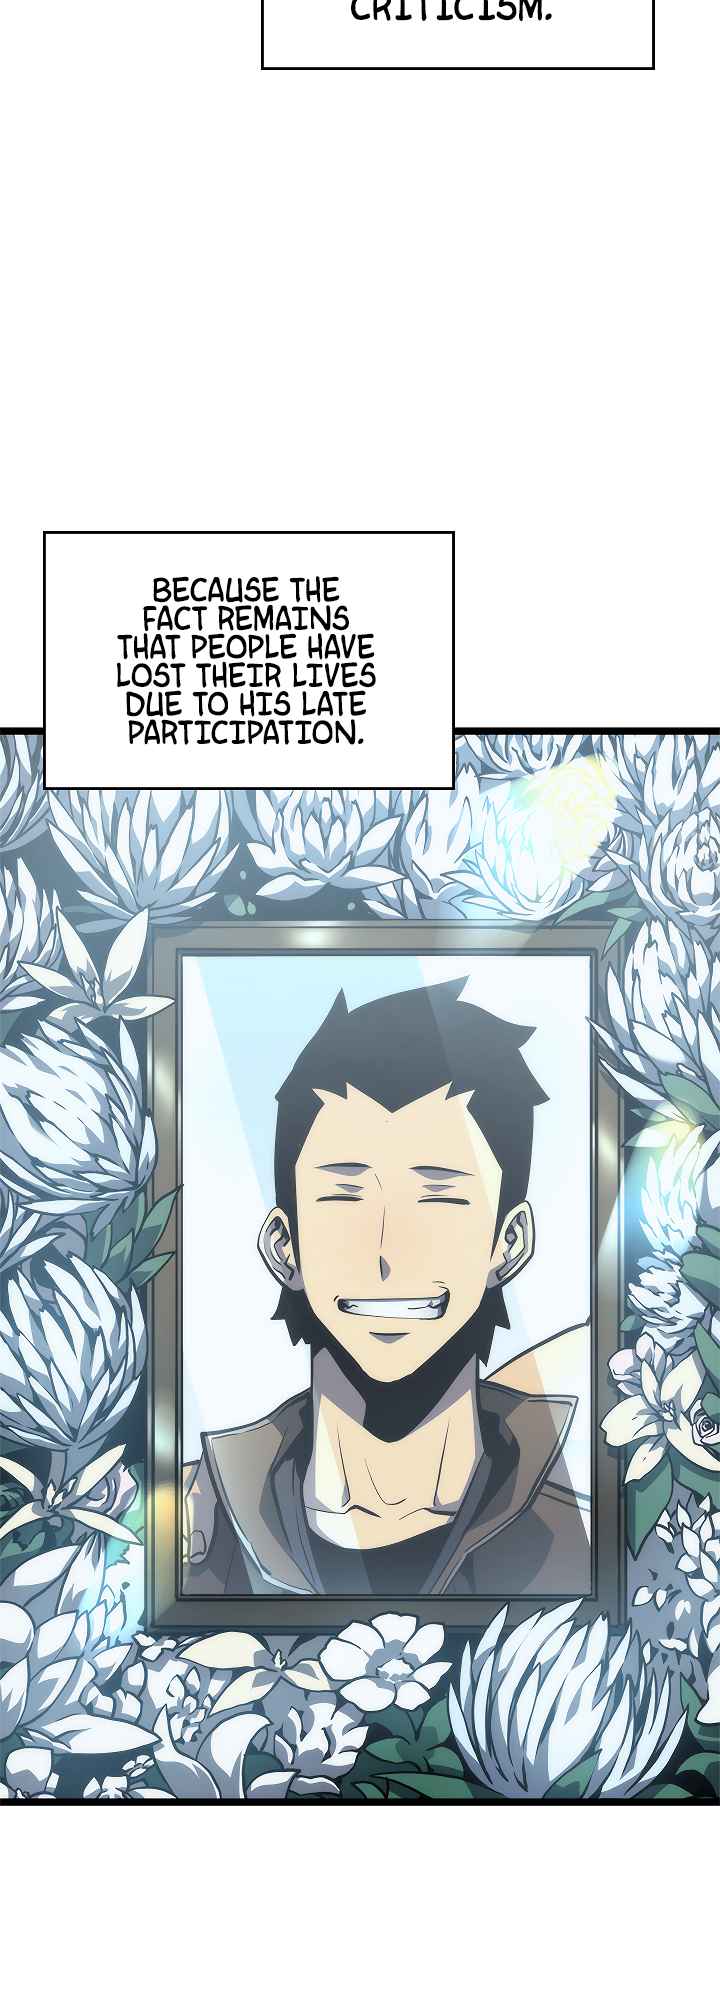 CRITICISM.
BECAUSE THE
FACT REMAINS
THAT PEOPLE HAVE
LOST THEIR LIVES
DUE TO HIS LATE
PARTICIPATION.